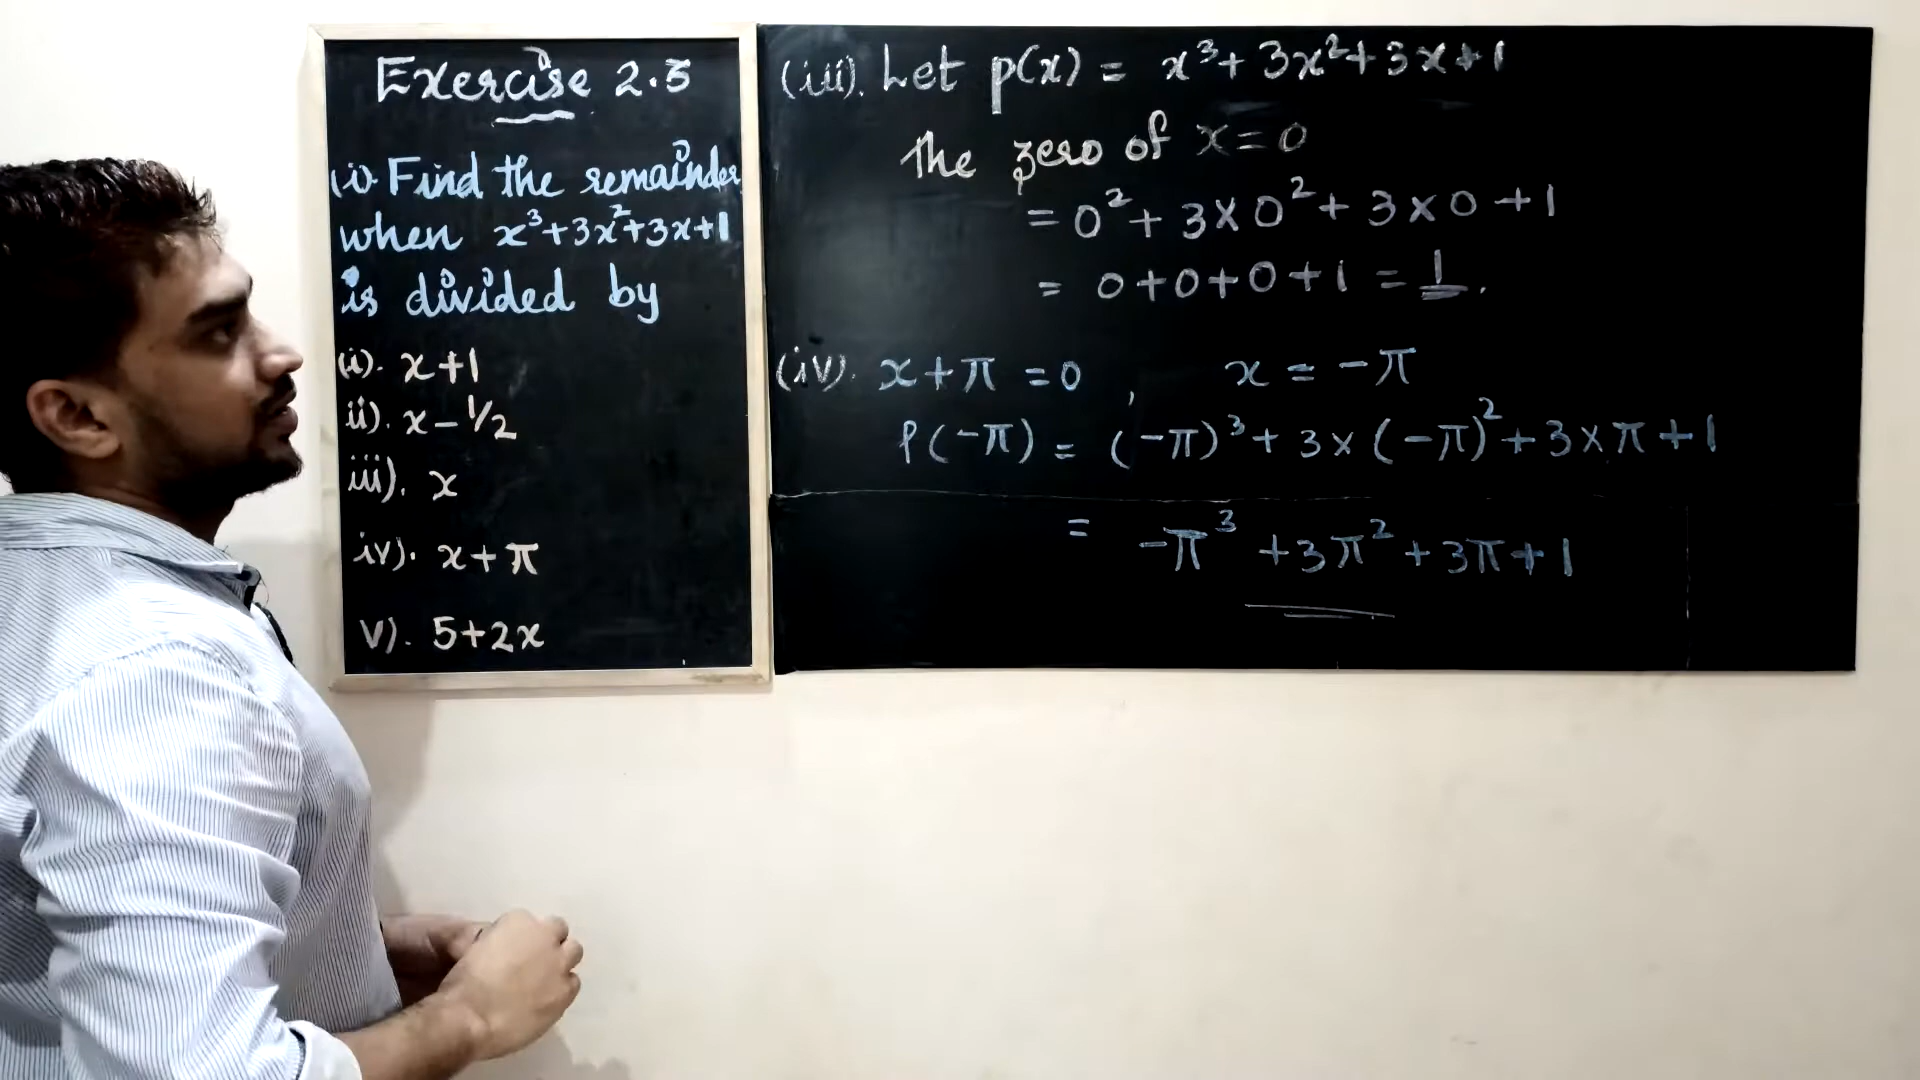 Exercise 2.3
(i). Find the remainder
when x³+3x²+3x+1
is divided by
(i). x+1
ii). x-1/2
iii). x
iv). x+π
v). 5+2x
(iii). Let p(x) = x³+3x²+3x+1
The zero of x=0
= 0²+3×0²+3×0+1
= 0+0+0+1 = 1.
(iv). x+π=0, x=-π
P(-π) = (-π)³+3×(-π)²+3×π+1
= -π³+3π²+3π+1